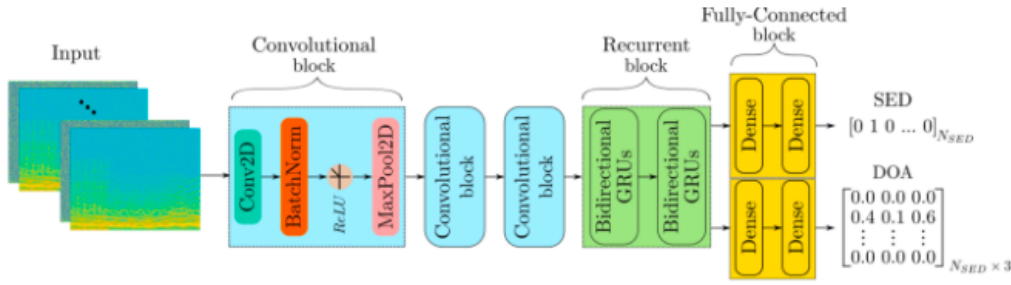 Input
Convolutional
block
Conv2D
BatchNorm
ReLU
MaxPool2D
Convolutional
block
Convolutional
block
Recurrent
block
Bidirectional
GRUs
Bidirectional
GRUs
Fully-Connected
block
Dense
Dense
Dense
Dense
SED
[0 1 0 ... 0]N_SED
DOA
0.0 0.0 0.0
0.4 0.1 0.6
⋮ ⋮ ⋮
0.0 0.0 0.0
N_SED × 3